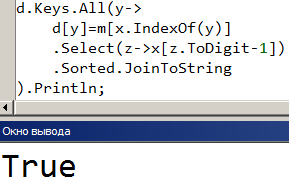 d.Keys.All(y->
d[y]=m[x.IndexOf(y)]
.Select(z->x[z.ToDigit-1])
.Sorted.JoinToString
).Println;
Окно вывода
True